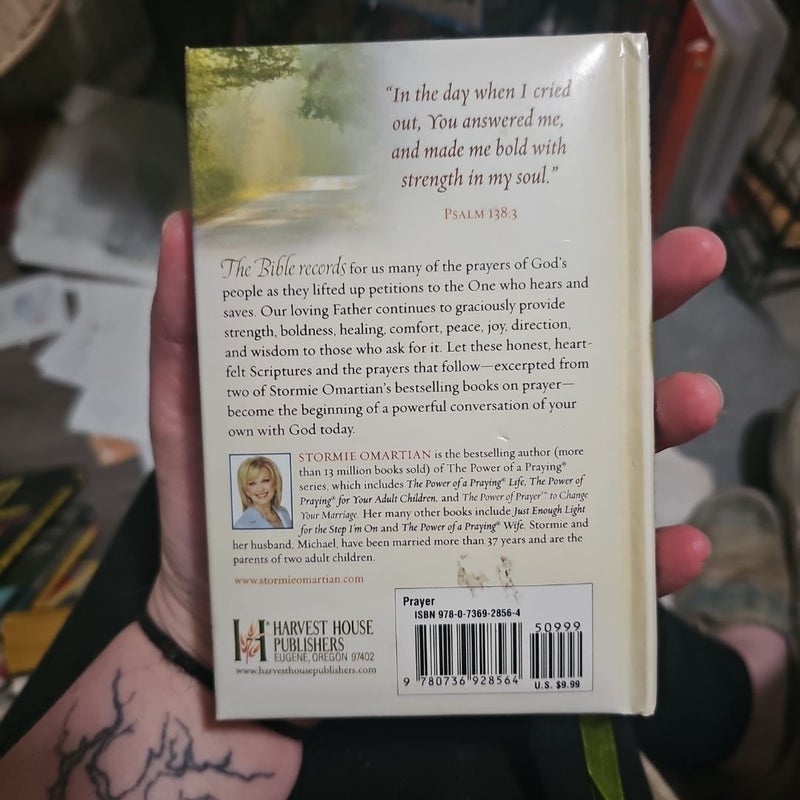 “In the day when I cried
out, You answered me,
and made me bold with
strength in my soul.”
Psalm 138:3
The Bible records for us many of the prayers of God’s
people as they lifted up petitions to the One who hears and
saves. Our loving Father continues to graciously provide
strength, boldness, healing, comfort, peace, joy, direction,
and wisdom to those who ask for it. Let these honest, heart-
felt Scriptures and the prayers that follow—excerpted from
two of Stormie Omartian’s bestselling books on prayer—
become the beginning of a powerful conversation of your
own with God today.
STORMIE OMARTIAN is the bestselling author (more
than 13 million books sold) of The Power of a Praying®
series, which includes The Power of a Praying® Life, The Power of
Praying® for Your Adult Children, and The Power of Prayer™ to Change
Your Marriage. Her many other books include Just Enough Light
for the Step I’m On and The Power of a Praying® Wife. Stormie and
her husband, Michael, have been married more than 37 years and are the
parents of two adult children.
www.stormieomartian.com
HARVEST HOUSE
PUBLISHERS
EUGENE, OREGON 97402
www.harvesthousepublishers.com
Prayer
ISBN 978-0-7369-2856-4
50999
9 780736 928564
U.S. $9.99